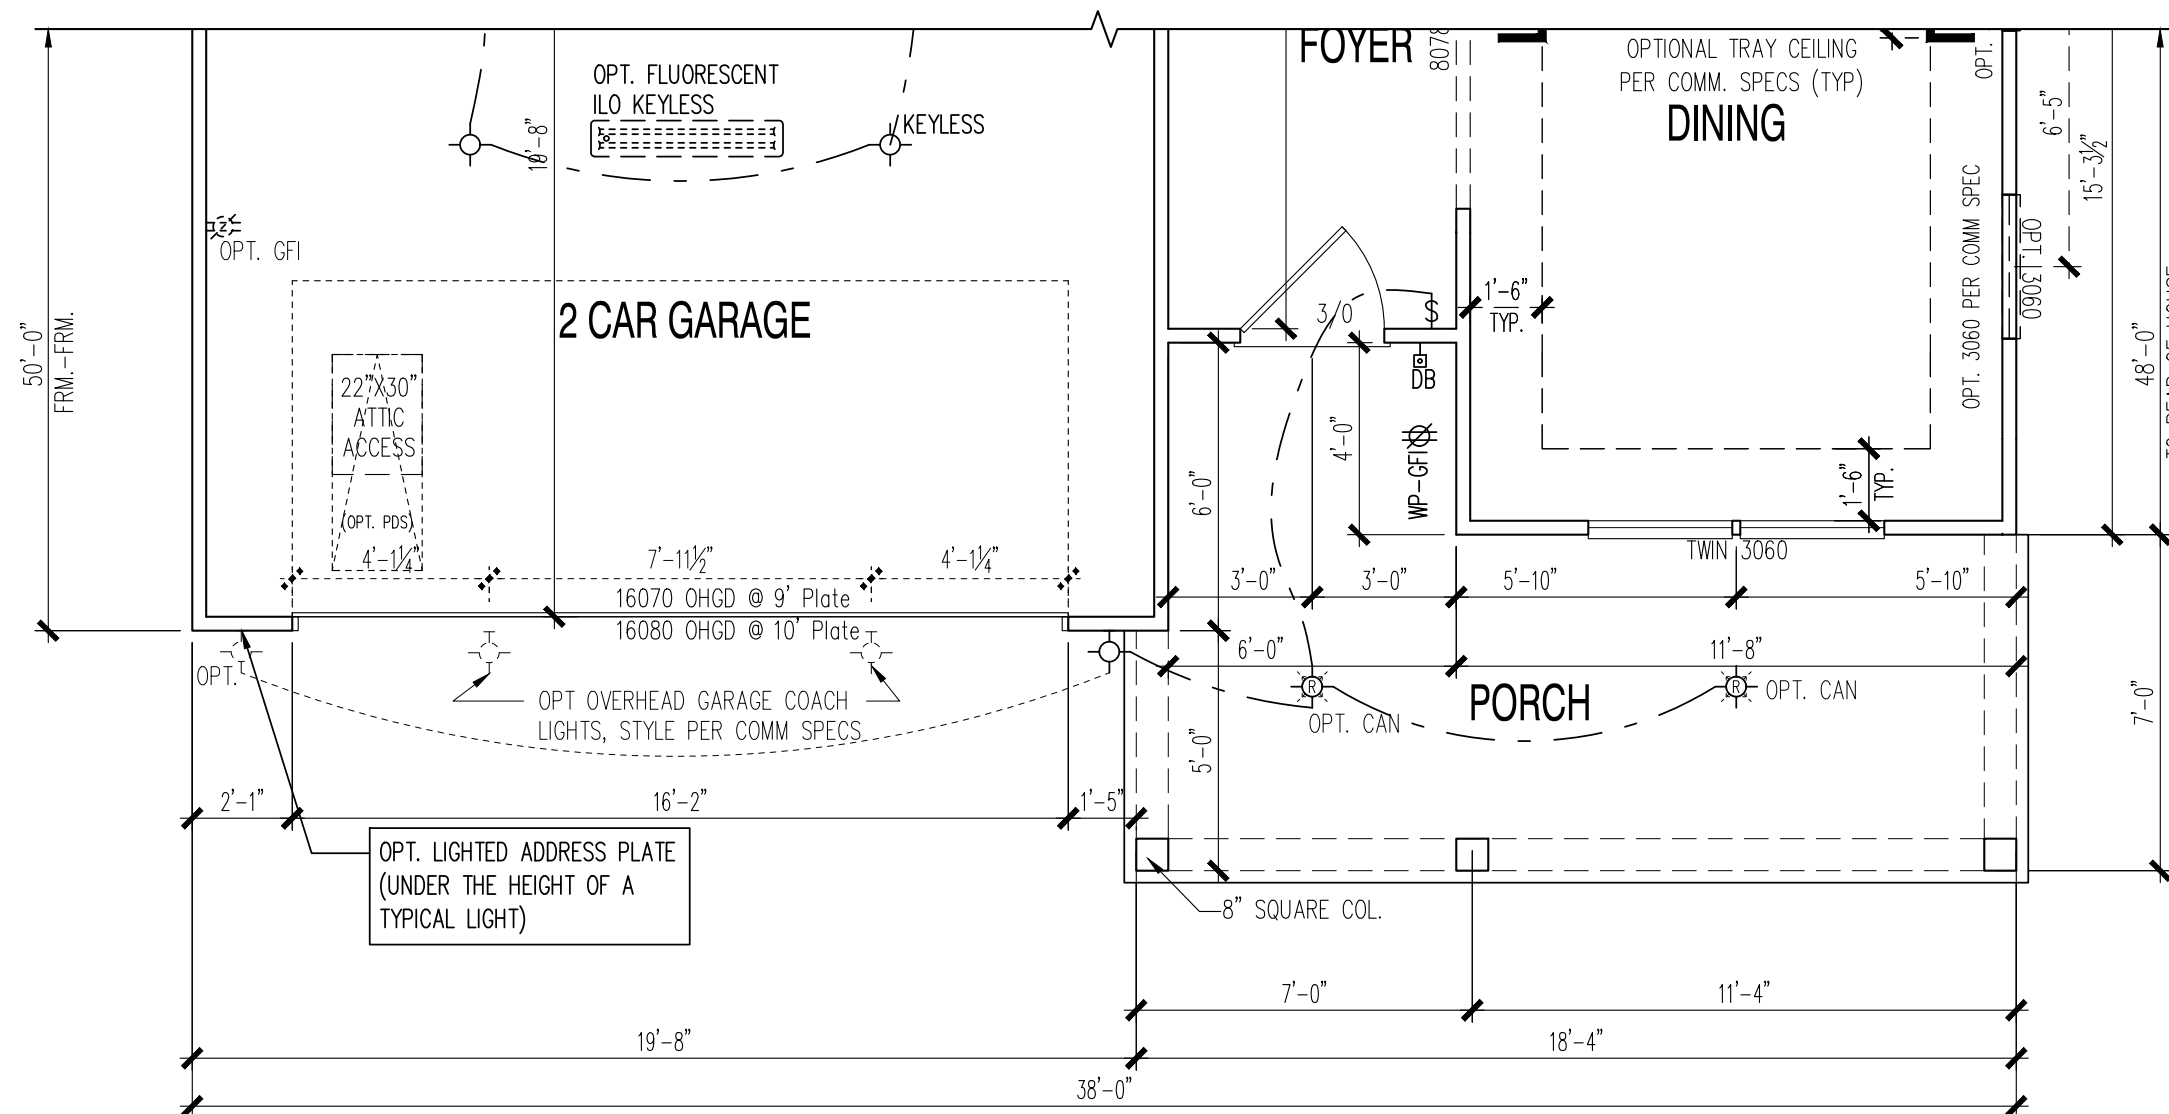 FOYER
8078
OPTIONAL TRAY CEILING
PER COMM. SPECS (TYP)
DINING
OPT.
OPT. FLUORESCENT
ILO KEYLESS
KEYLESS
19'-8"
6'-5"
15'-3½"
OPT. GFI
OPT. 3060 PER COMM SPEC
OPT.13060
2 CAR GARAGE
50'-0"
FRM.-FRM.
3/0
S
1'-6"
TYP.
DB
48'-0"
22"X30"
ATTIC
ACCESS
(OPT. PDS)
4'-0"
WP-GFI
6'-0"
1'-6"
TYP.
4'-1¼"
7'-11½"
4'-1¼"
TWIN 3060
16070 OHGD @ 9' Plate
16080 OHGD @ 10' Plate
3'-0"
3'-0"
5'-10"
5'-10"
6'-0"
11'-8"
OPT.
OPT OVERHEAD GARAGE COACH
LIGHTS, STYLE PER COMM SPECS
R
OPT. CAN
PORCH
R
OPT. CAN
7'-0"
5'-0"
2'-1"
16'-2"
1'-5"
OPT. LIGHTED ADDRESS PLATE
(UNDER THE HEIGHT OF A
TYPICAL LIGHT)
8" SQUARE COL.
7'-0"
11'-4"
19'-8"
18'-4"
38'-0"